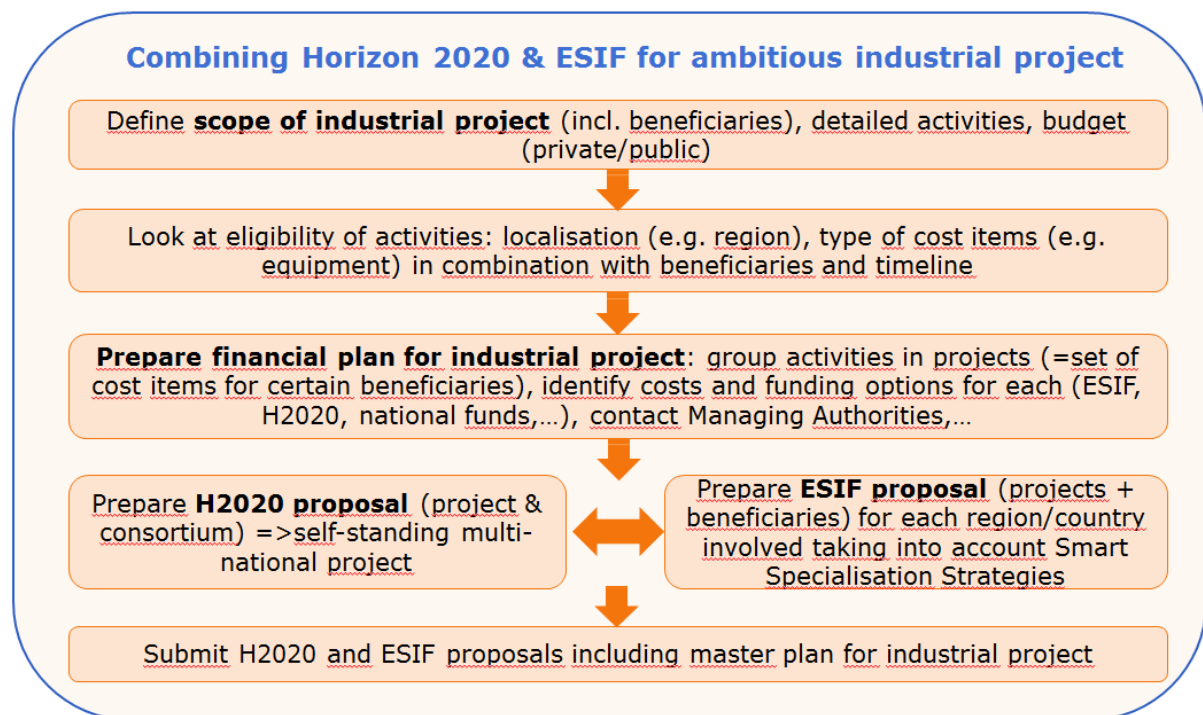 Combining Horizon 2020 & ESIF for ambitious industrial project
Define scope of industrial project (incl. beneficiaries), detailed activities, budget
(private/public)
Look at eligibility of activities: localisation (e.g. region), type of cost items (e.g.
equipment) in combination with beneficiaries and timeline
Prepare financial plan for industrial project: group activities in projects (=set of
cost items for certain beneficiaries), identify costs and funding options for each (ESIF,
H2020, national funds,…), contact Managing Authorities,…
Prepare H2020 proposal (project &
consortium) =>self-standing multi-
national project
Prepare ESIF proposal (projects +
beneficiaries) for each region/country
involved taking into account Smart
Specialisation Strategies
Submit H2020 and ESIF proposals including master plan for industrial project